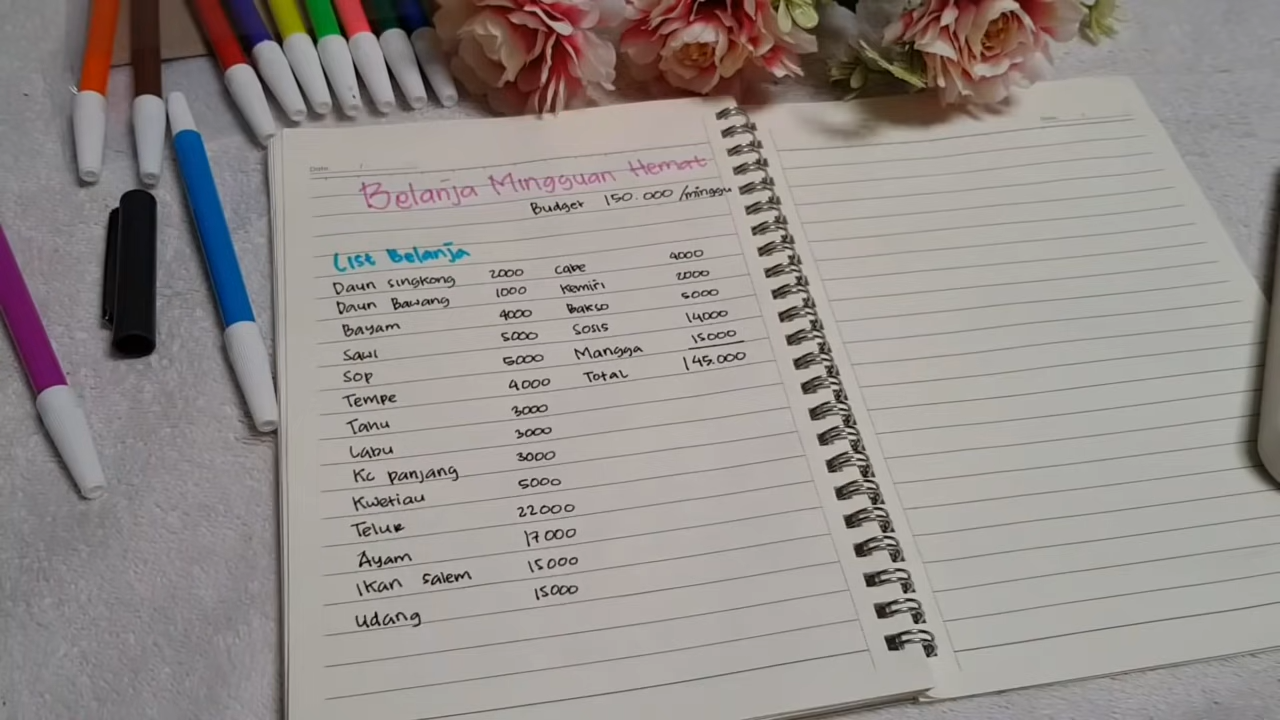 Date /
Belanja Mingguan Hemat
Budget 150.000 /minggu
List Belanja
Daun singkong 2000 Cabe 4000
Daun Bawang 1000 Kemiri 2000
Bayam 4000 Bakso 5000
Sawi 5000 Sosis 14000
Sop 5000 Mangga 15000
Tempe 4000 Total 145.000
Tahu 3000
Labu 3000
Kc panjang 3000
Kwetiau 5000
Telur 22000
Ayam 17000
Ikan salem 15000
Udang 15000